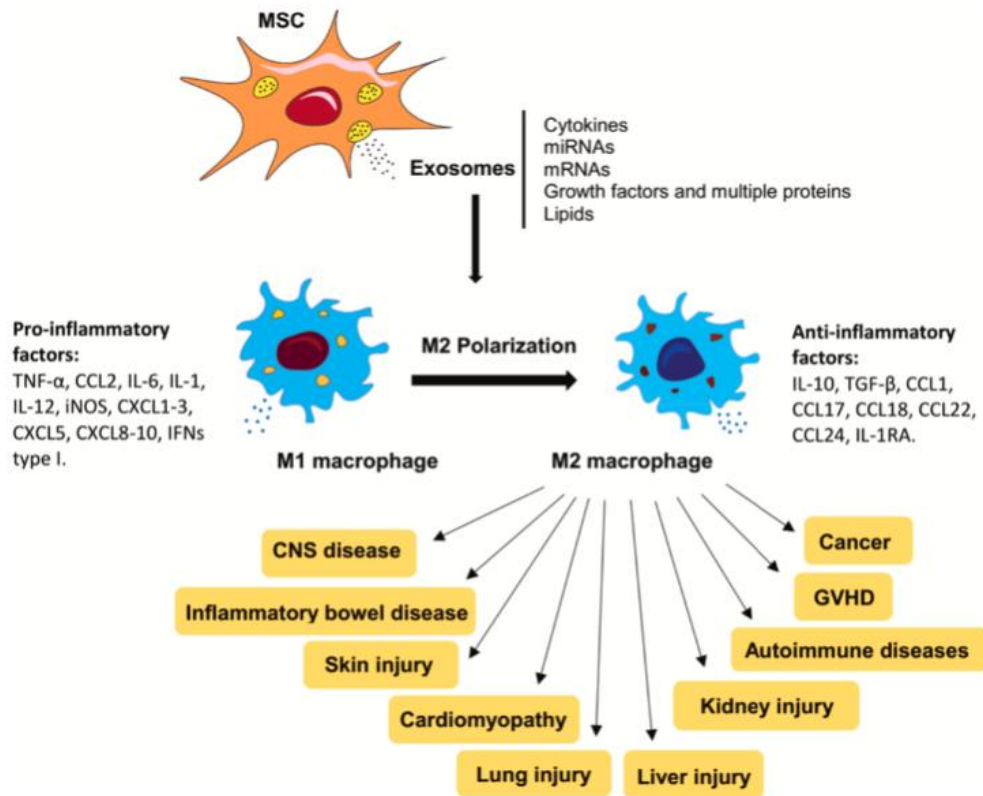 MSC
Exosomes
Cytokines
miRNAs
mRNAs
Growth factors and multiple proteins
Lipids
Pro-inflammatory
factors:
TNF-α, CCL2, IL-6, IL-1,
IL-12, iNOS, CXCL1-3,
CXCL5, CXCL8-10, IFNs
type I.
M2 Polarization
Anti-inflammatory
factors:
IL-10, TGF-β, CCL1,
CCL17, CCL18, CCL22,
CCL24, IL-1RA.
M1 macrophage
M2 macrophage
CNS disease
Inflammatory bowel disease
Skin injury
Cardiomyopathy
Lung injury
Liver injury
Kidney injury
Autoimmune diseases
GVHD
Cancer